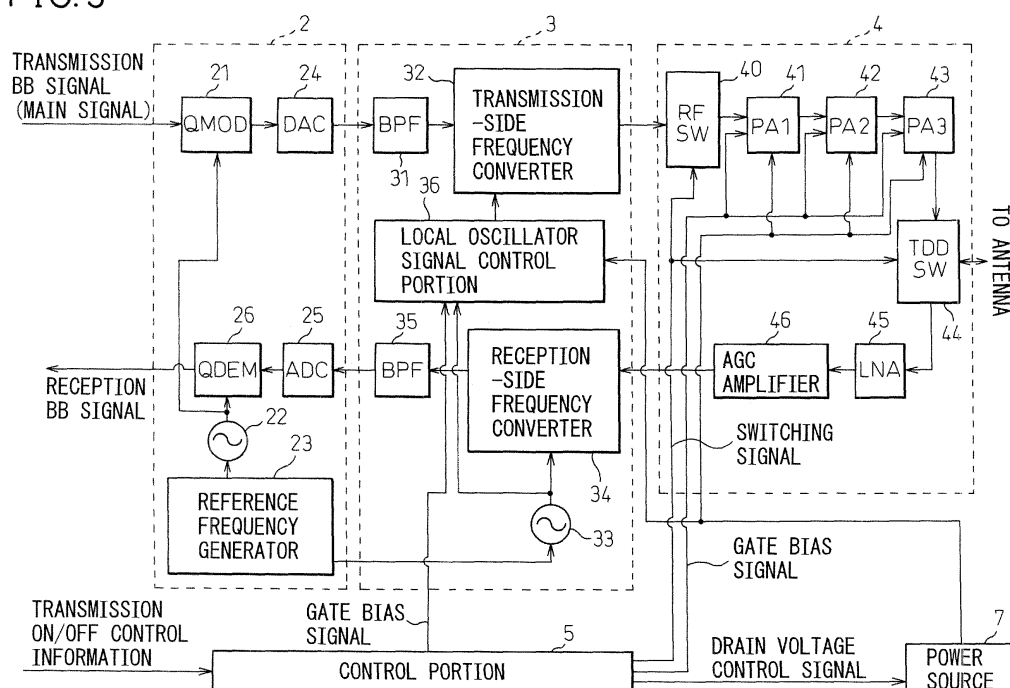 FIG. 3
2
3
4
TRANSMISSION
BB SIGNAL
(MAIN SIGNAL)
21
QMOD
24
DAC
BPF
31
32
TRANSMISSION
-SIDE
FREQUENCY
CONVERTER
40
RF
SW
41
PA1
42
PA2
43
PA3
36
LOCAL OSCILLATOR
SIGNAL CONTROL
PORTION
TDD
SW
44
TO ANTENNA
26
QDEM
25
ADC
35
BPF
RECEPTION
-SIDE
FREQUENCY
CONVERTER
34
46
AGC
AMPLIFIER
45
LNA
RECEPTION
BB SIGNAL
22
23
REFERENCE
FREQUENCY
GENERATOR
33
SWITCHING
SIGNAL
GATE BIAS
SIGNAL
GATE BIAS
SIGNAL
TRANSMISSION
ON/OFF CONTROL
INFORMATION
5
CONTROL PORTION
DRAIN VOLTAGE
CONTROL SIGNAL
7
POWER
SOURCE